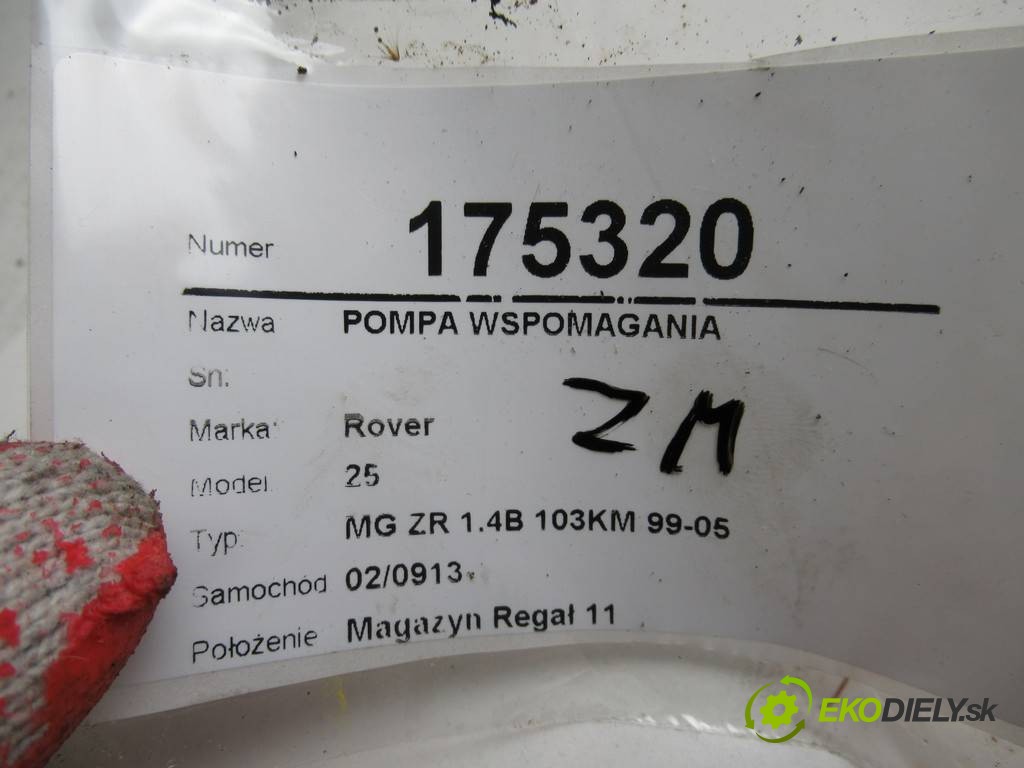 Numer 175320
Nazwa POMPA WSPOMAGANIA
Sn:
Marka: Rover
ZM
Model: 25
Typ: MG ZR 1.4B 103KM 99-05
Samochód 02/0913
Położenie Magazyn Regał 11
EKODIELY.sk